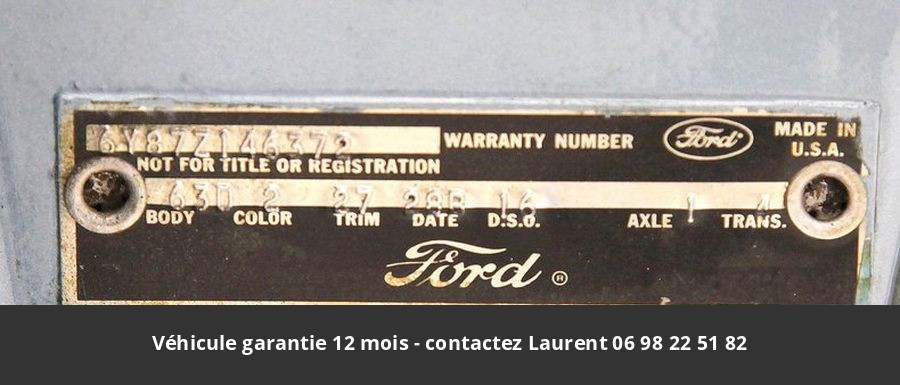 6Y87Z146372 WARRANTY NUMBER Ford MADE IN U.S.A.
NOT FOR TITLE OR REGISTRATION
63D 2 27 28B 16 1 4
BODY COLOR TRIM DATE D.S.O. AXLE TRANS.
Ford ®
Véhicule garantie 12 mois - contactez Laurent 06 98 22 51 82